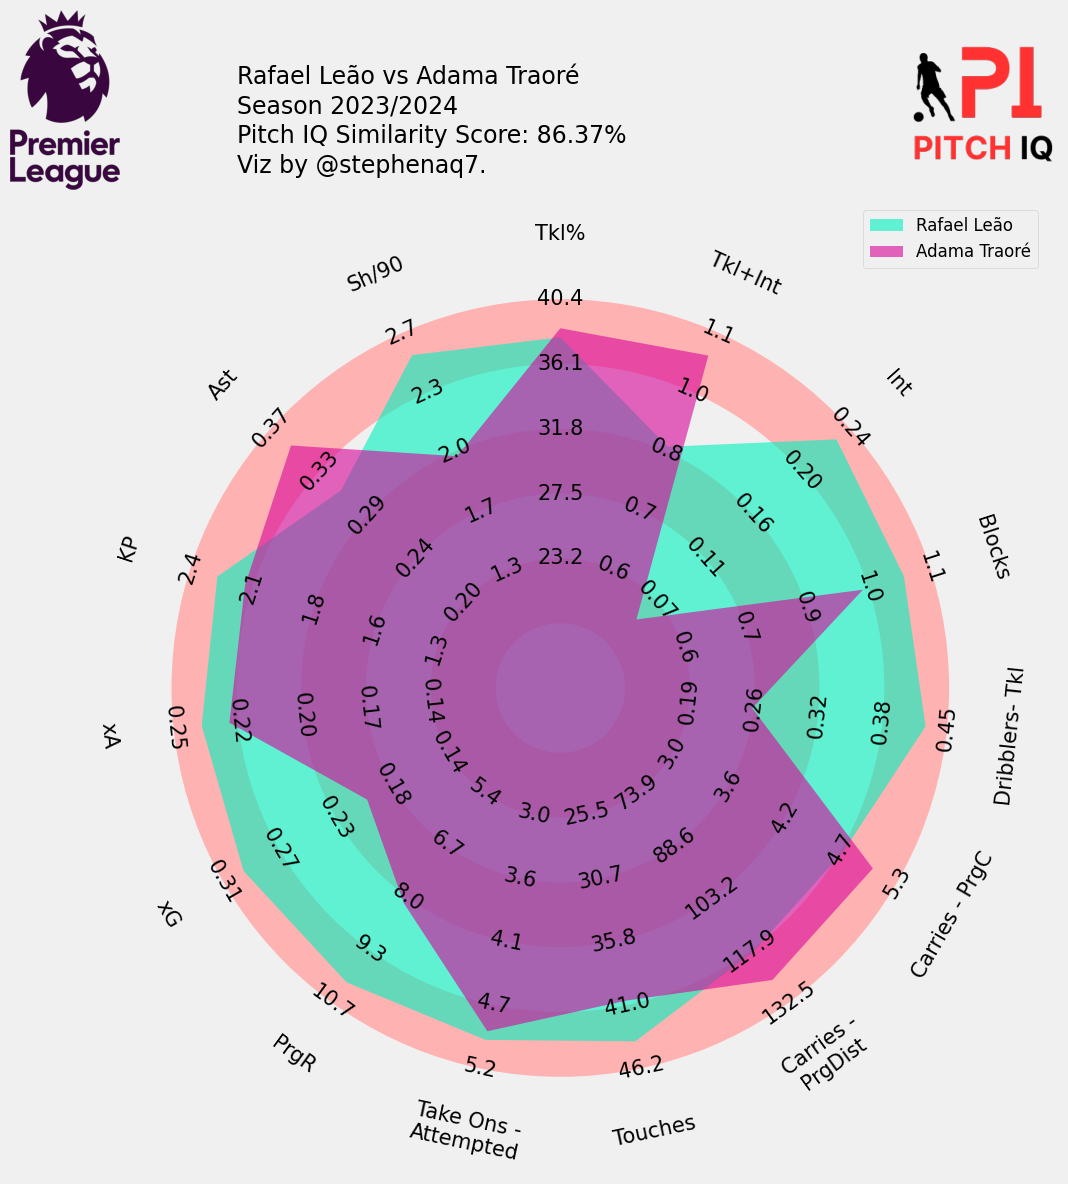 Premier
League
Rafael Leão vs Adama Traoré
Season 2023/2024
Pitch IQ Similarity Score: 86.37%
Viz by @stephenaq7.
PI
PITCH IQ
Rafael Leão
Adama Traoré
Tkl%
40.4
36.1
31.8
27.5
23.2
Tkl+Int
1.1
1.0
0.8
0.7
0.6
Int
0.24
0.20
0.16
0.11
0.07
Blocks
1.1
1.0
0.9
0.7
0.6
Dribblers- Tkl
0.45
0.38
0.32
0.26
0.19
Carries - PrgC
5.3
4.7
4.2
3.6
3.0
Carries -
PrgDist
132.5
117.9
103.2
88.6
73.9
Touches
46.2
41.0
35.8
30.7
25.5
Take Ons -
Attempted
5.2
4.7
4.1
3.6
3.0
PrgR
10.7
9.3
8.0
6.7
5.4
xG
0.31
0.27
0.23
0.18
0.14
xA
0.25
0.22
0.20
0.17
0.14
KP
2.4
2.1
1.8
1.6
1.3
Ast
0.37
0.33
0.29
0.24
0.20
Sh/90
2.7
2.3
2.0
1.7
1.3